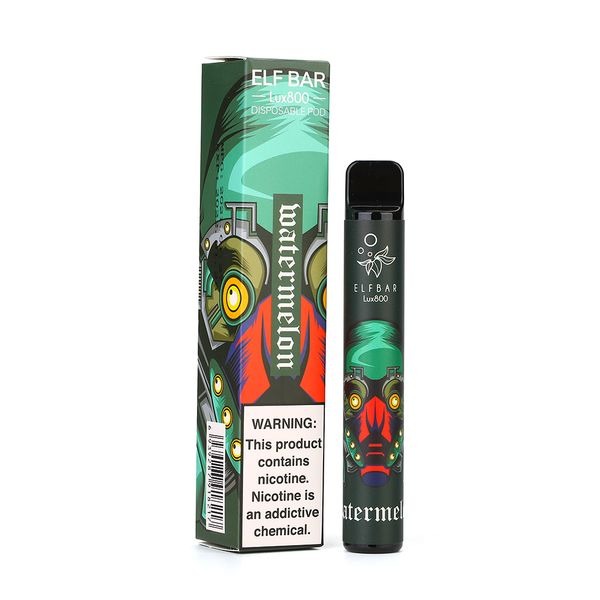 ELF BAR
Lux800
DISPOSABLE POD
watermelon
WARNING:
This product
contains
nicotine.
Nicotine is
an addictive
chemical.
ELFBAR
Lux800
atermel